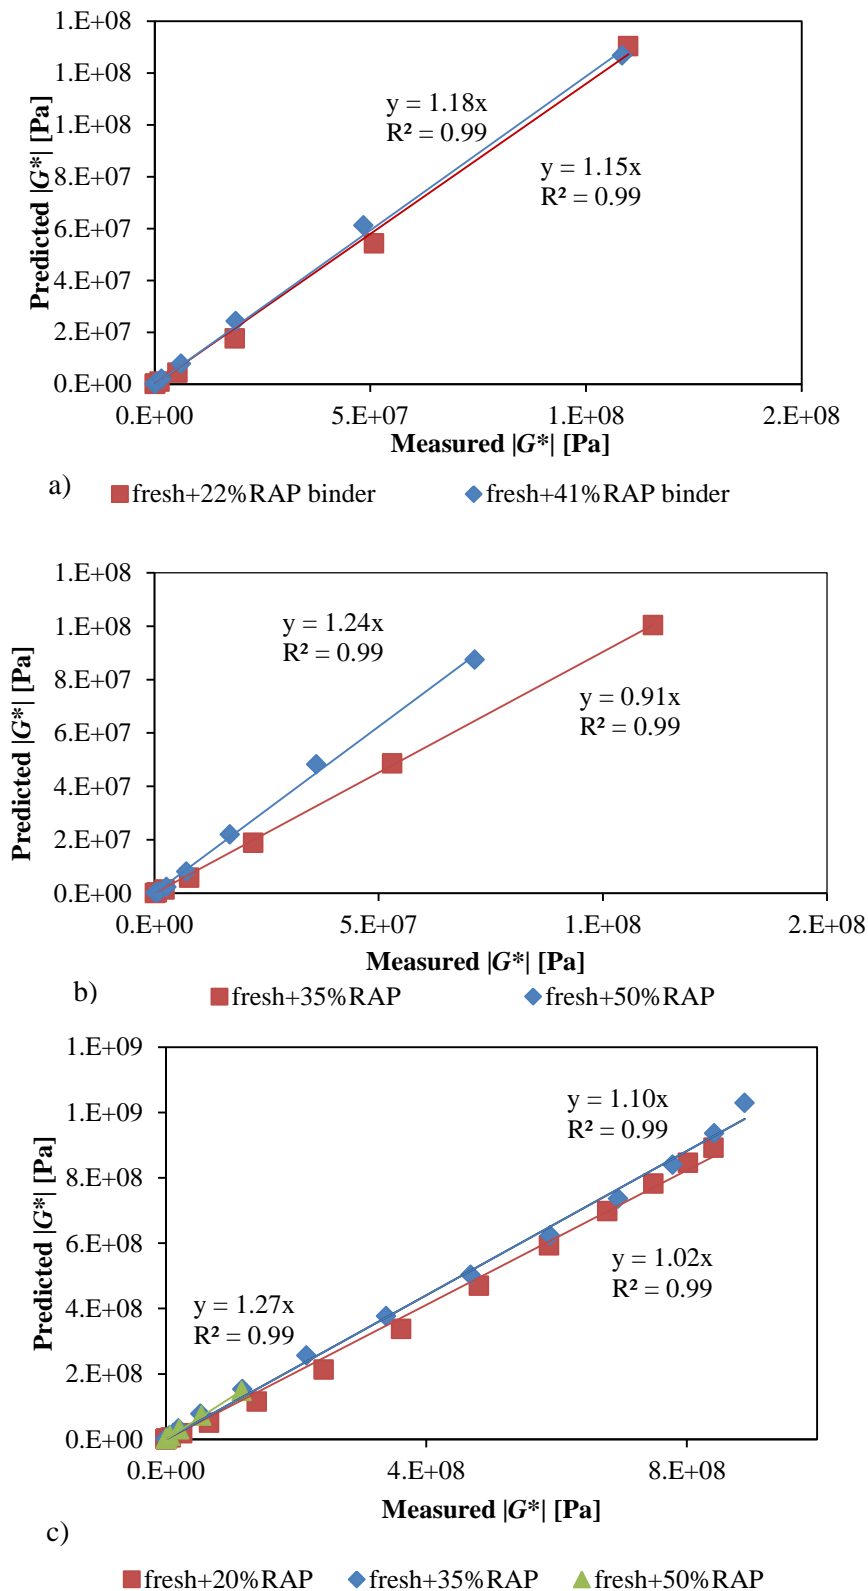 1.E+08
1.E+08
1.E+08
8.E+07
6.E+07
4.E+07
2.E+07
0.E+00
Predicted |G*| [Pa]
y = 1.18x
R² = 0.99
y = 1.15x
R² = 0.99
0.E+00 5.E+07 1.E+08 2.E+08
Measured |G*| [Pa]
a)
fresh+22%RAP binder fresh+41%RAP binder
1.E+08
1.E+08
8.E+07
6.E+07
4.E+07
2.E+07
0.E+00
Predicted |G*| [Pa]
y = 1.24x
R² = 0.99
y = 0.91x
R² = 0.99
0.E+00 5.E+07 1.E+08 2.E+08
Measured |G*| [Pa]
b)
fresh+35%RAP fresh+50%RAP
1.E+09
1.E+09
8.E+08
6.E+08
4.E+08
2.E+08
0.E+00
Predicted |G*| [Pa]
y = 1.10x
R² = 0.99
y = 1.02x
R² = 0.99
y = 1.27x
R² = 0.99
0.E+00 4.E+08 8.E+08
Measured |G*| [Pa]
c)
fresh+20%RAP fresh+35%RAP fresh+50%RAP